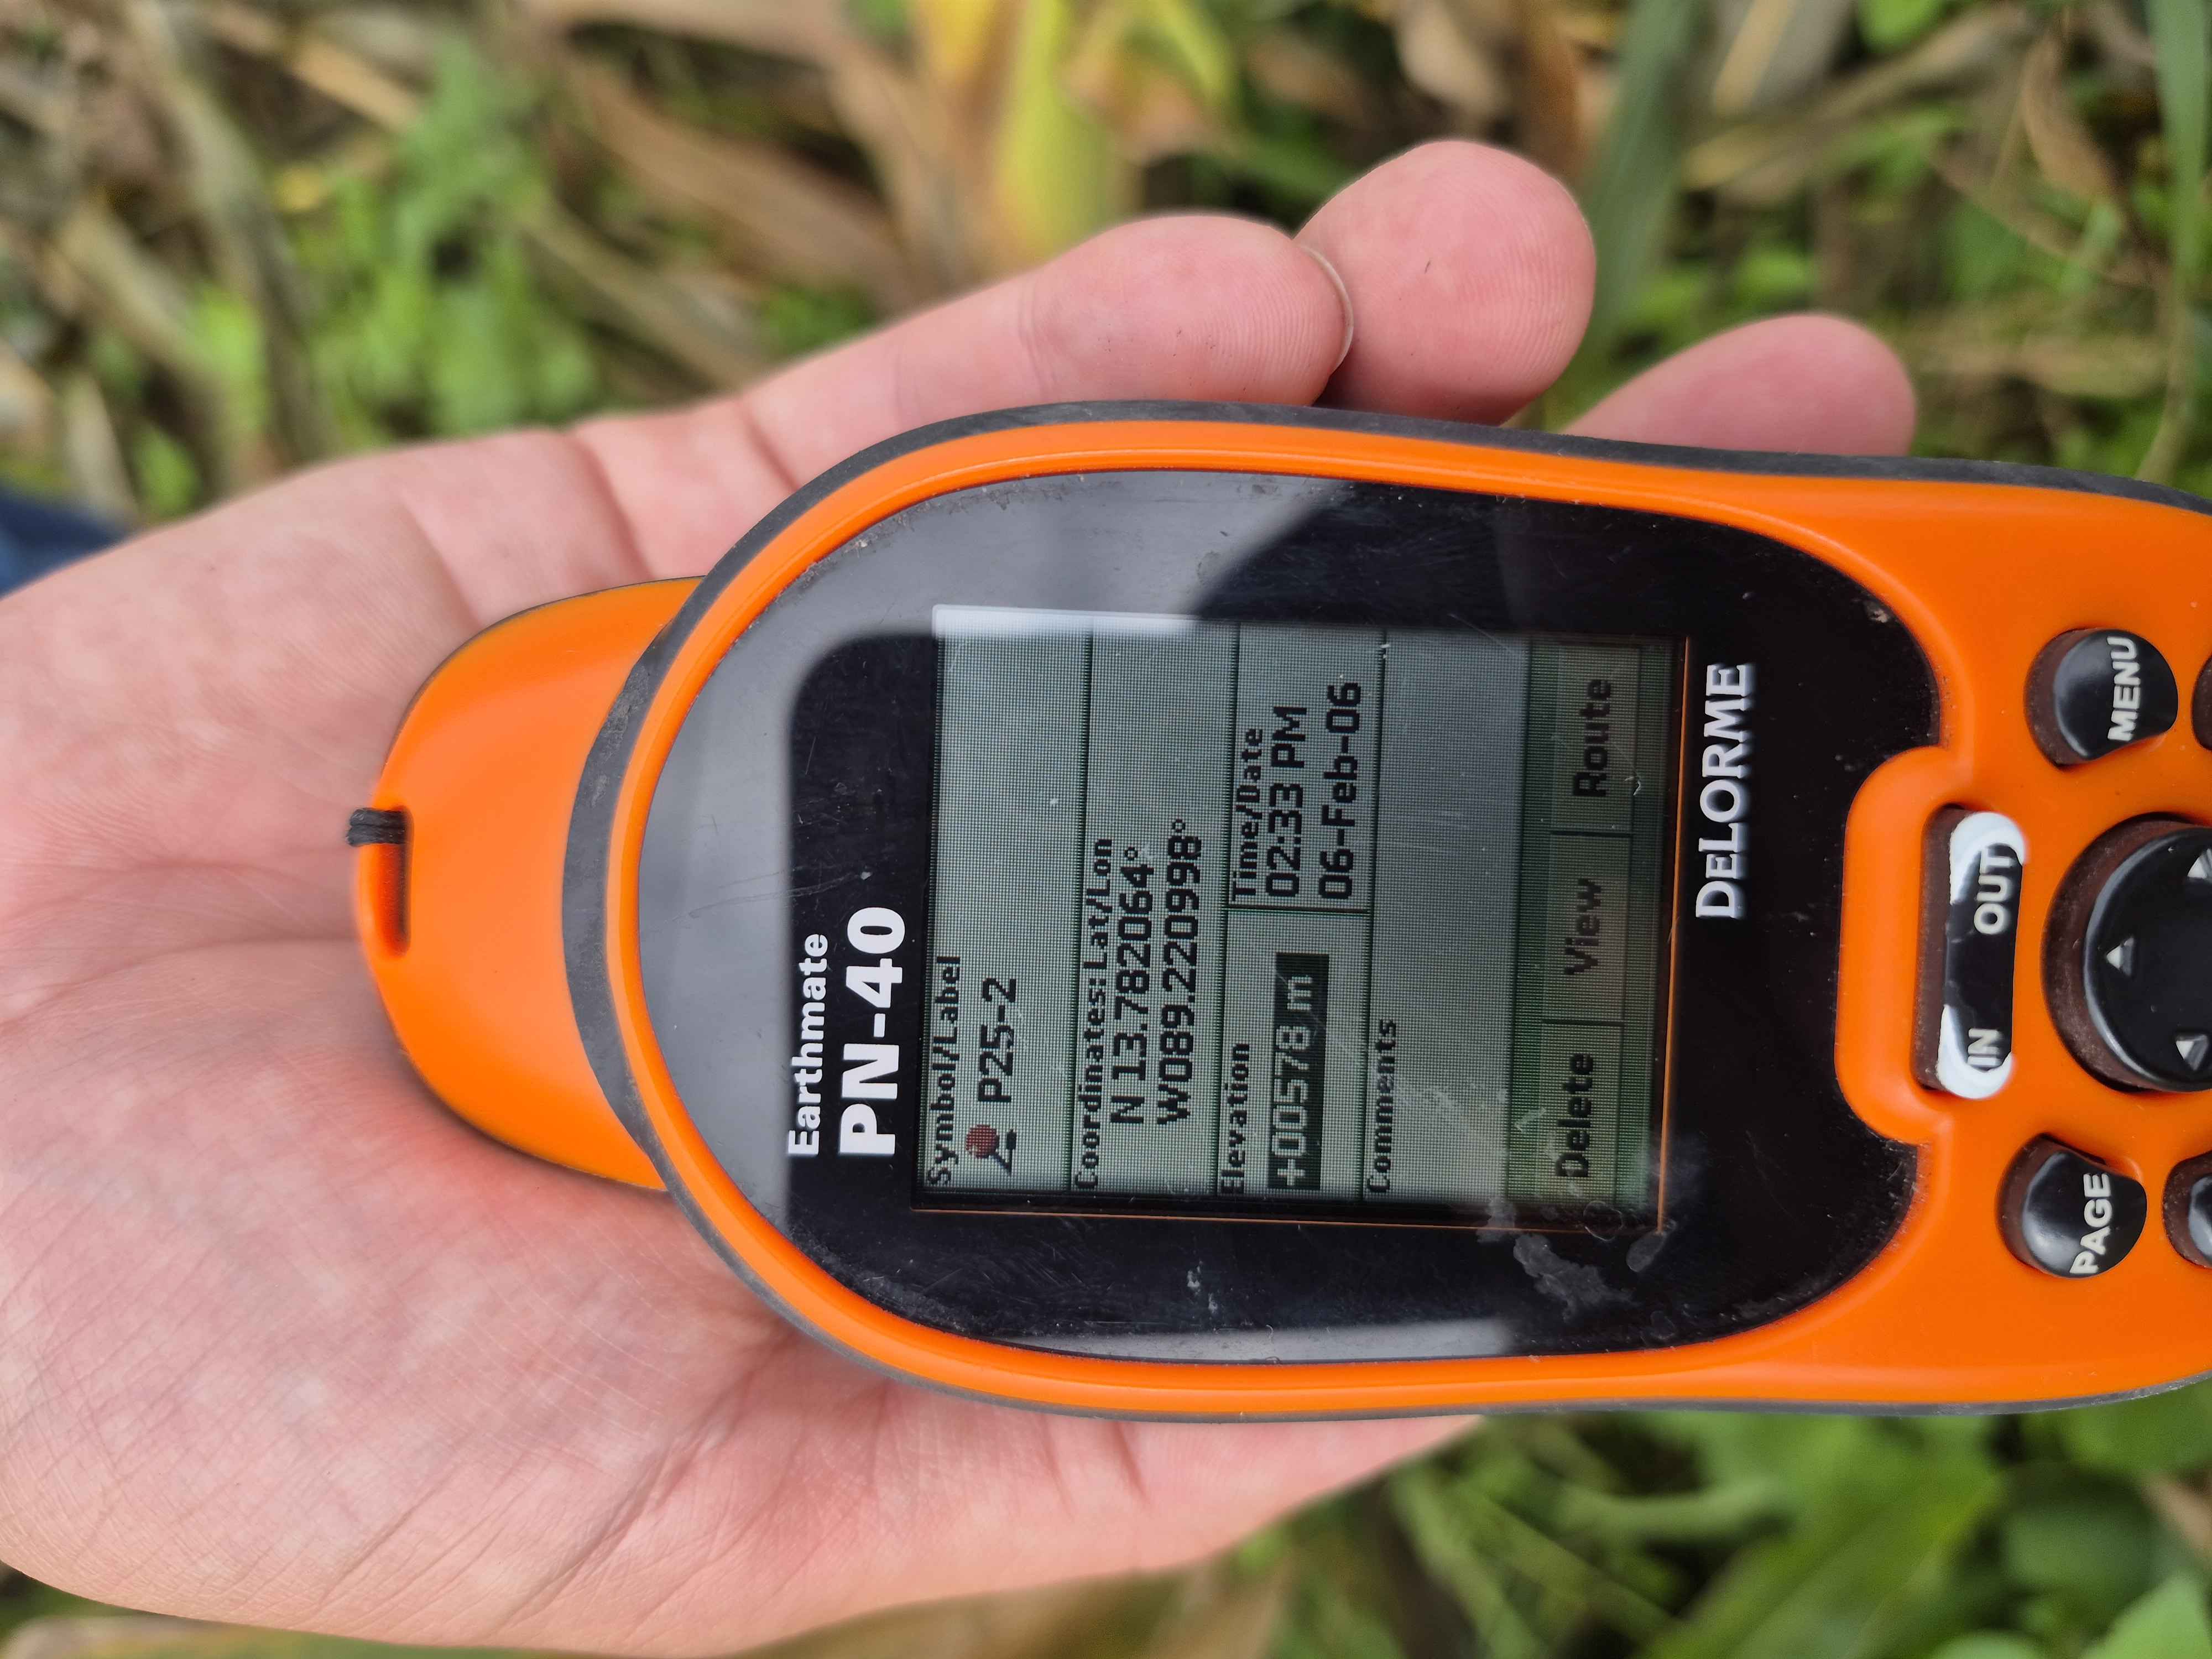 Earthmate
PN-40
Symbol/Label
P25-2
Coordinates:Lat/Lon
N 13.782064°
W089.220998°
Elevation
+00578 m
Time/Date
02:33 PM
06-Feb-06
Comments
Delete View Route
DELORME
IN OUT
PAGE MENU